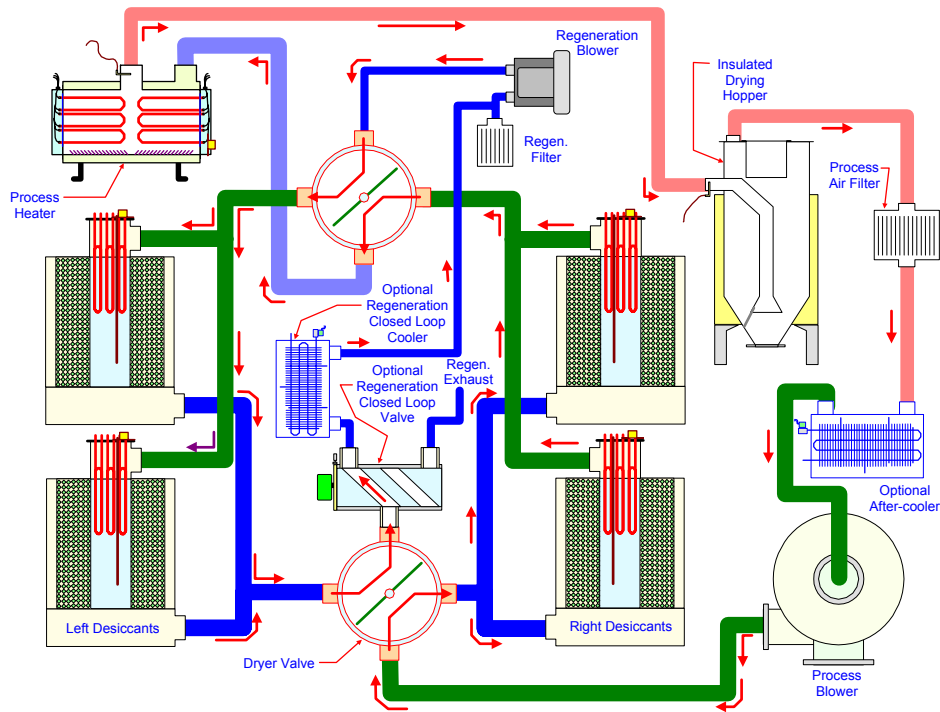 Regeneration
Blower
Insulated
Drying
Hopper
Regen.
Filter
Process
Air Filter
Process
Heater
Optional
Regeneration
Closed Loop
Cooler
Optional
Regeneration
Closed Loop
Valve
Regen.
Exhaust
Optional
After-cooler
Left Desiccants
Right Desiccants
Dryer Valve
Process
Blower